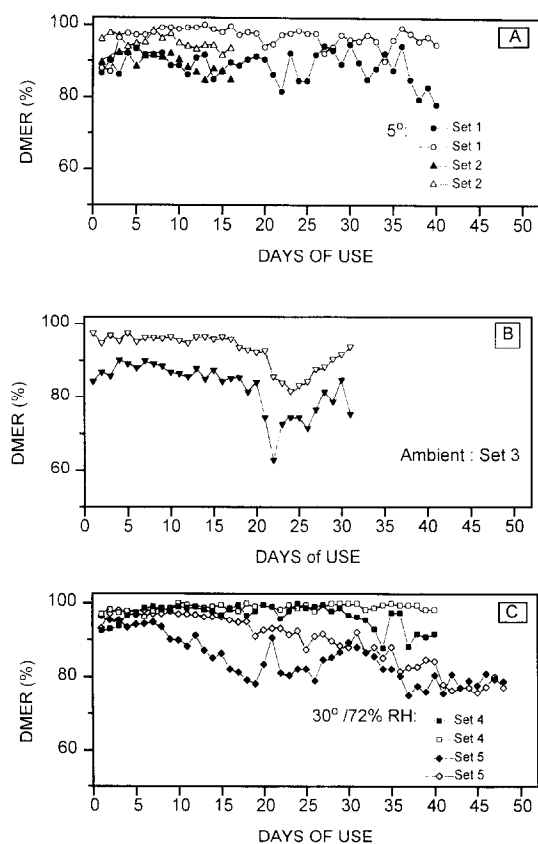 100
80
60
DMER (%)
A
5º:
Set 1
Set 1
Set 2
Set 2
0 5 10 15 20 25 30 35 40 45 50
DAYS OF USE
100
80
60
DMER (%)
B
Ambient : Set 3
0 5 10 15 20 25 30 35 40 45 50
DAYS of USE
100
80
60
DMER (%)
C
30º /72% RH:
Set 4
Set 4
Set 5
Set 5
0 5 10 15 20 25 30 35 40 45 50
DAYS OF USE